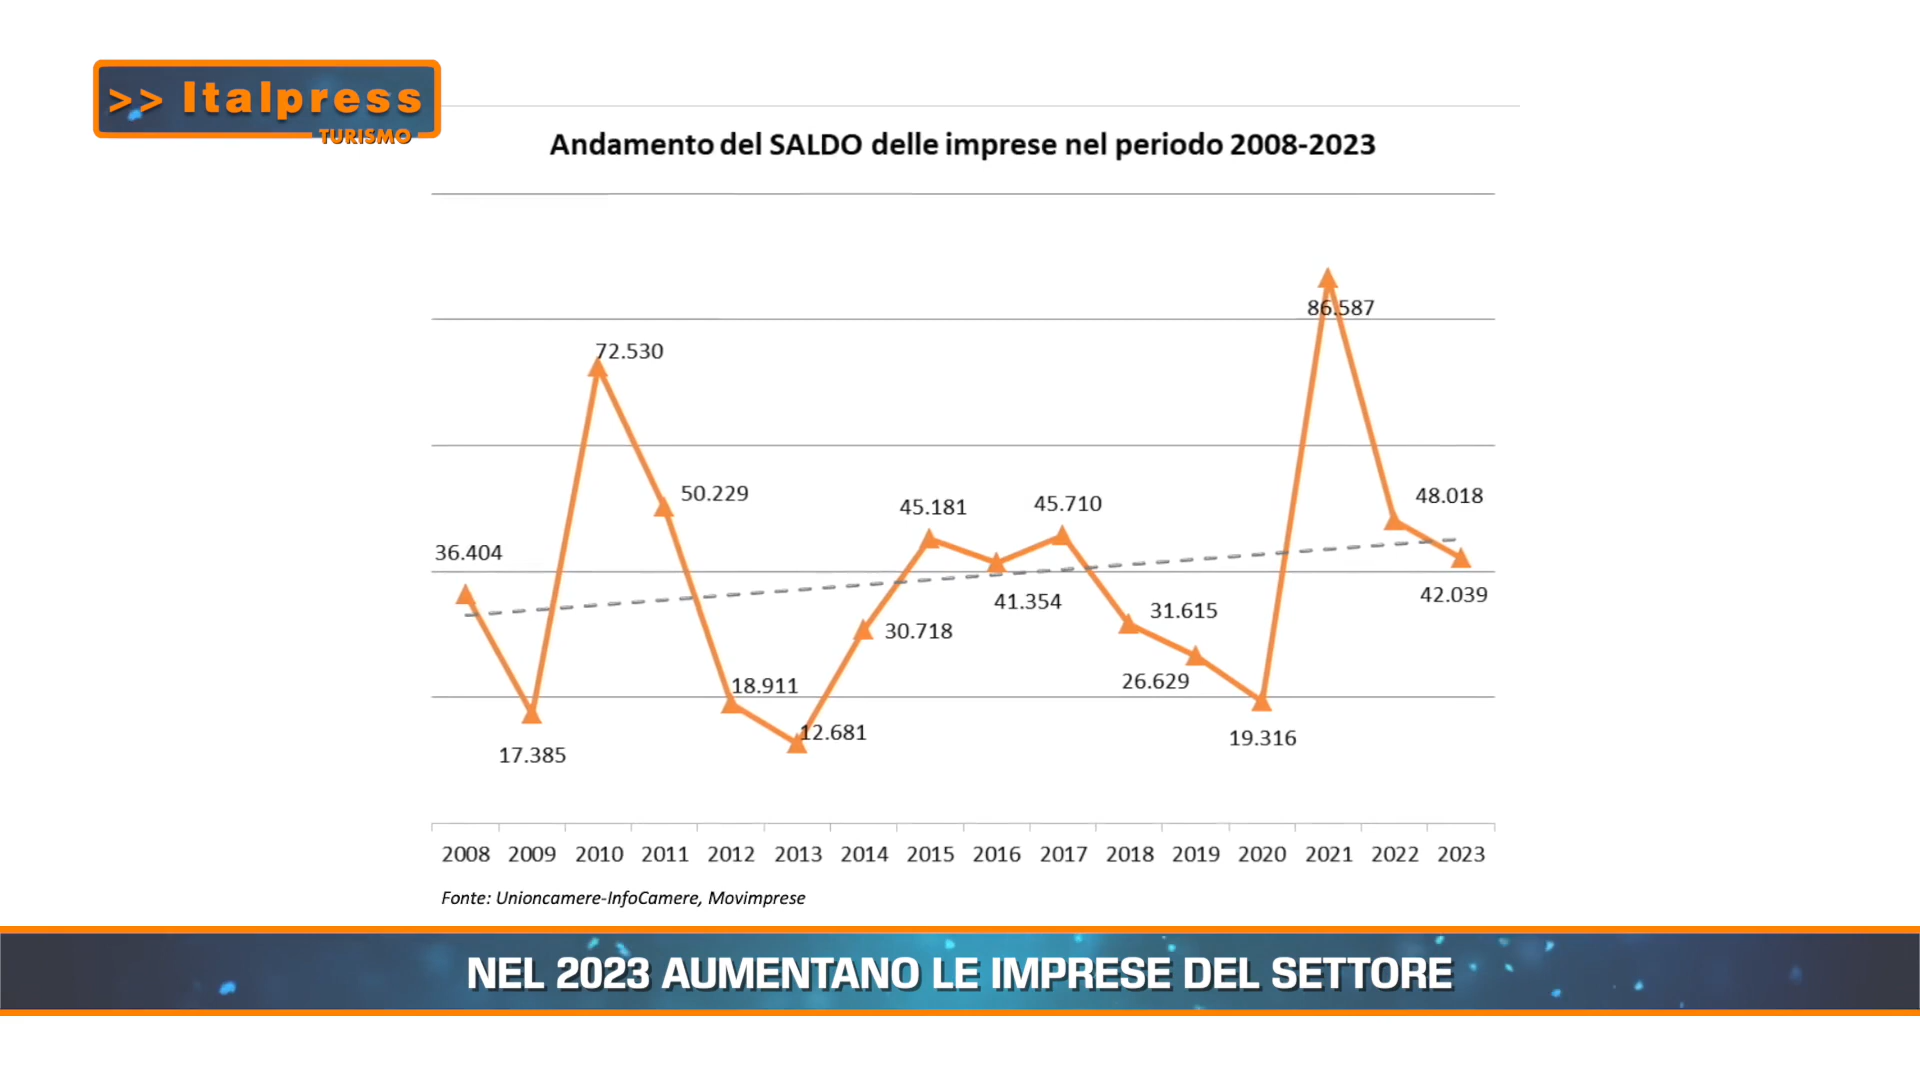 >> Italpress
TURISMO
Andamento del SALDO delle imprese nel periodo 2008-2023
86.587
72.530
50.229
48.018
45.181
45.710
36.404
42.039
41.354
31.615
30.718
26.629
18.911
12.681
19.316
17.385
2008 2009 2010 2011 2012 2013 2014 2015 2016 2017 2018 2019 2020 2021 2022 2023
Fonte: Unioncamere-InfoCamere, Movimprese
NEL 2023 AUMENTANO LE IMPRESE DEL SETTORE